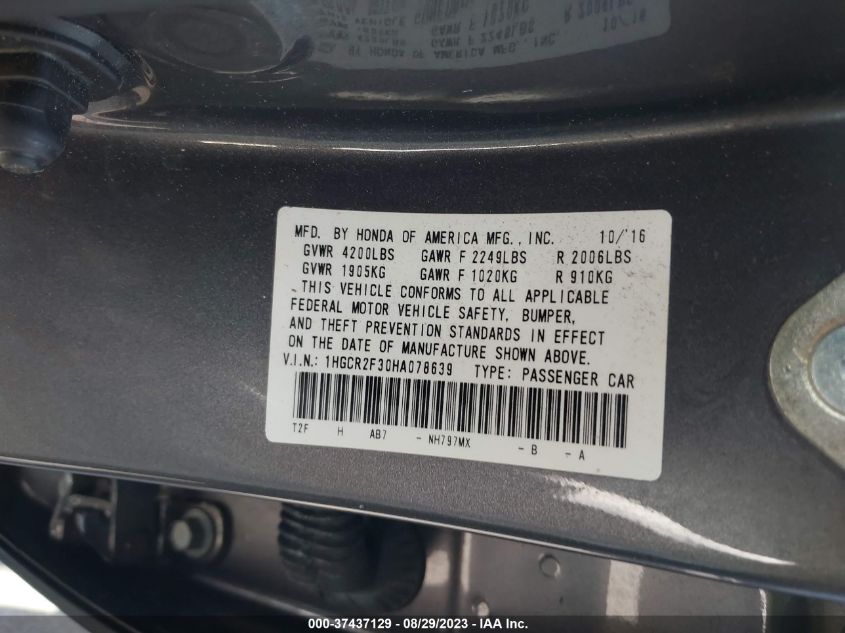 MFD. BY HONDA OF AMERICA MFG., INC. 10/'16
GVWR 4200LBS GAWR F 2249LBS R 2006LBS
GVWR 1905KG GAWR F 1020KG R 910KG
THIS VEHICLE CONFORMS TO ALL APPLICABLE
FEDERAL MOTOR VEHICLE SAFETY, BUMPER,
AND THEFT PREVENTION STANDARDS IN EFFECT
ON THE DATE OF MANUFACTURE SHOWN ABOVE.
V.I.N.: 1HGCR2F30HA078639 TYPE: PASSENGER CAR
T2F H AB7 - NH797MX - B - A
000-37437129 - 08/29/2023 - IAA Inc.